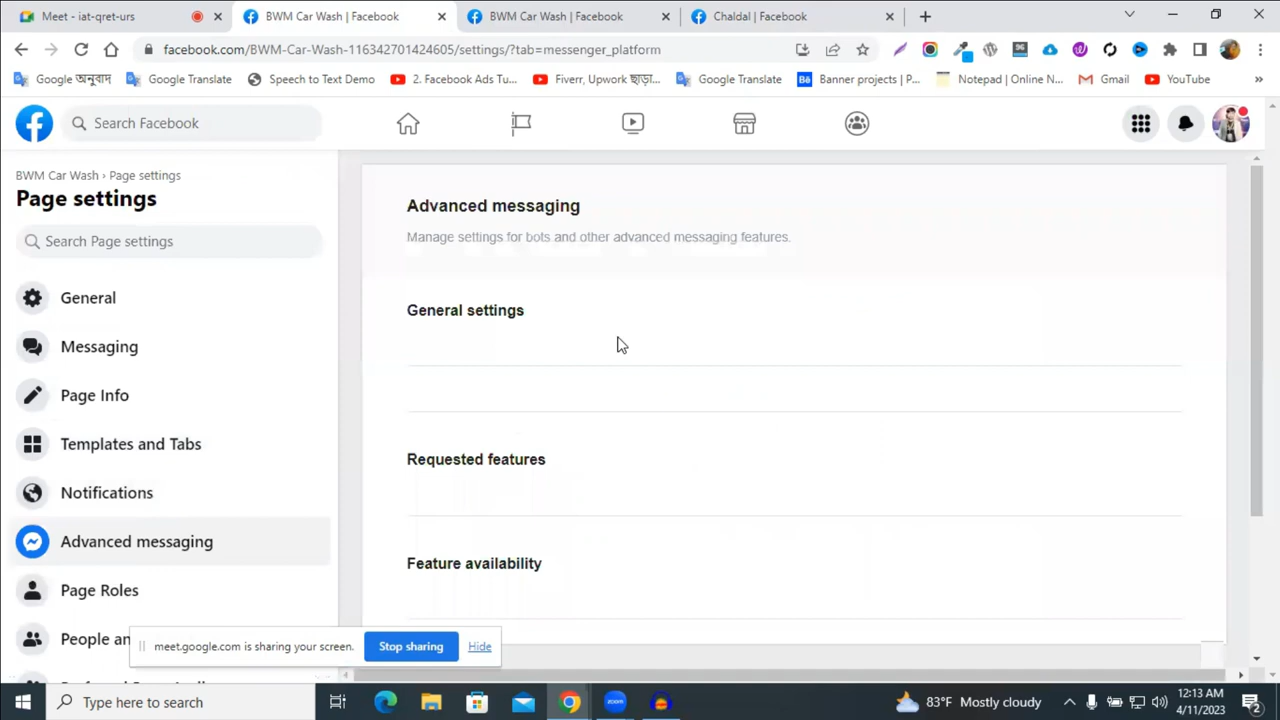 Meet - iat-qret-urs
BWM Car Wash | Facebook
BWM Car Wash | Facebook
Chaldal | Facebook
facebook.com/BWM-Car-Wash-116342701424605/settings/?tab=messenger_platform
Google অনুবাদ
Google Translate
Speech to Text Demo
2. Facebook Ads Tu...
Fiverr, Upwork ছাড়া...
Google Translate
Banner projects | P...
Notepad | Online N...
Gmail
YouTube
Search Facebook
BWM Car Wash › Page settings
Page settings
Search Page settings
General
Messaging
Page Info
Templates and Tabs
Notifications
Advanced messaging
Page Roles
People an
Advanced messaging
Manage settings for bots and other advanced messaging features.
General settings
Requested features
Feature availability
meet.google.com is sharing your screen.
Stop sharing
Hide
Type here to search
zoom
83°F Mostly cloudy
12:13 AM
4/11/2023
2